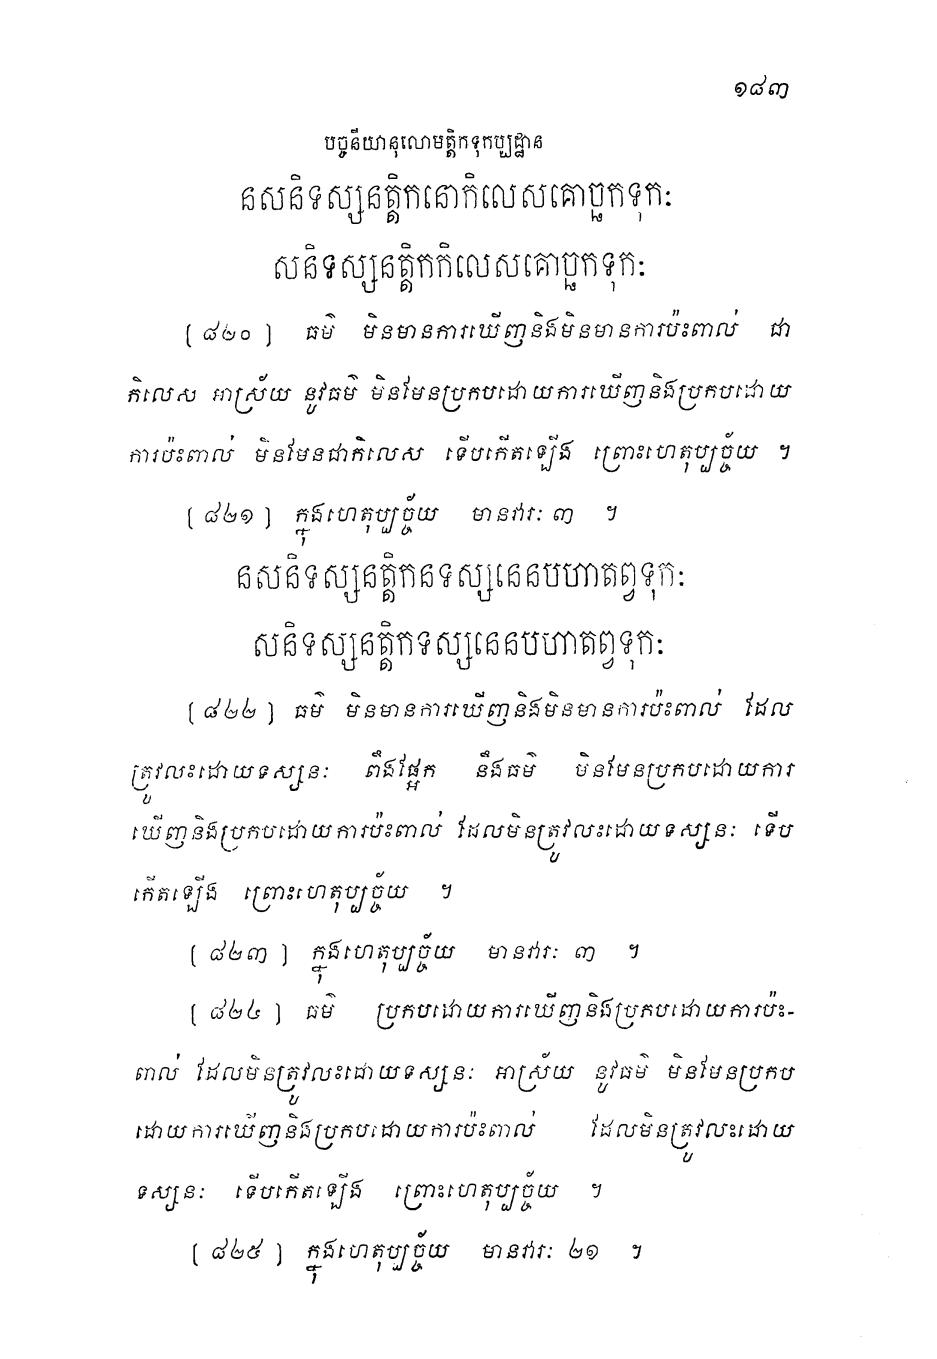 ១៨៣
បច្ចនីយានុលោមត្តិកទុកប្បដ្ឋាន
នសនិទស្សនត្តិកនោកិលេសគោច្ឆកទុកៈ
សនិទស្សនត្តិកកិលេសគោច្ឆកទុកៈ
[ ៨២០ ] ធម៌ មិនមានការឃើញនិងមិនមានការប៉ះពាល់ ជា
កិលេស អាស្រ័យ នូវធម៌ មិនមែនប្រកបដោយការឃើញនិងប្រកបដោយ
ការប៉ះពាល់ មិនមែនជាកិលេស ទើបកើតឡើង ព្រោះហេតុប្បច្ច័យ ។
[ ៨២១ ] ក្នុងហេតុប្បច្ច័យ មានវារៈ ៣ ។
នសនិទស្សនត្តិកនទស្សនេនបហាតព្វទុកៈ
សនិទស្សនត្តិកទស្សនេនបហាតព្វទុកៈ
[ ៨២២ ] ធម៌ មិនមានការឃើញនិងមិនមានការប៉ះពាល់ ដែល
ត្រូវលះដោយទស្សនៈ ពឹងផ្អែក នឹងធម៌ មិនមែនប្រកបដោយការ
ឃើញនិងប្រកបដោយការប៉ះពាល់ ដែលមិនត្រូវលះដោយទស្សនៈ ទើប
កើតឡើង ព្រោះហេតុប្បច្ច័យ ។
[ ៨២៣ ] ក្នុងហេតុប្បច្ច័យ មានវារៈ ៣ ។
[ ៨២៤ ] ធម៌ ប្រកបដោយការឃើញនិងប្រកបដោយការប៉ះ-
ពាល់ ដែលមិនត្រូវលះដោយទស្សនៈ អាស្រ័យ នូវធម៌ មិនមែនប្រកប
ដោយការឃើញនិងប្រកបដោយការប៉ះពាល់ ដែលមិនត្រូវលះដោយ
ទស្សនៈ ទើបកើតឡើង ព្រោះហេតុប្បច្ច័យ ។
[ ៨២៥ ] ក្នុងហេតុប្បច្ច័យ មានវារៈ ២១ ។